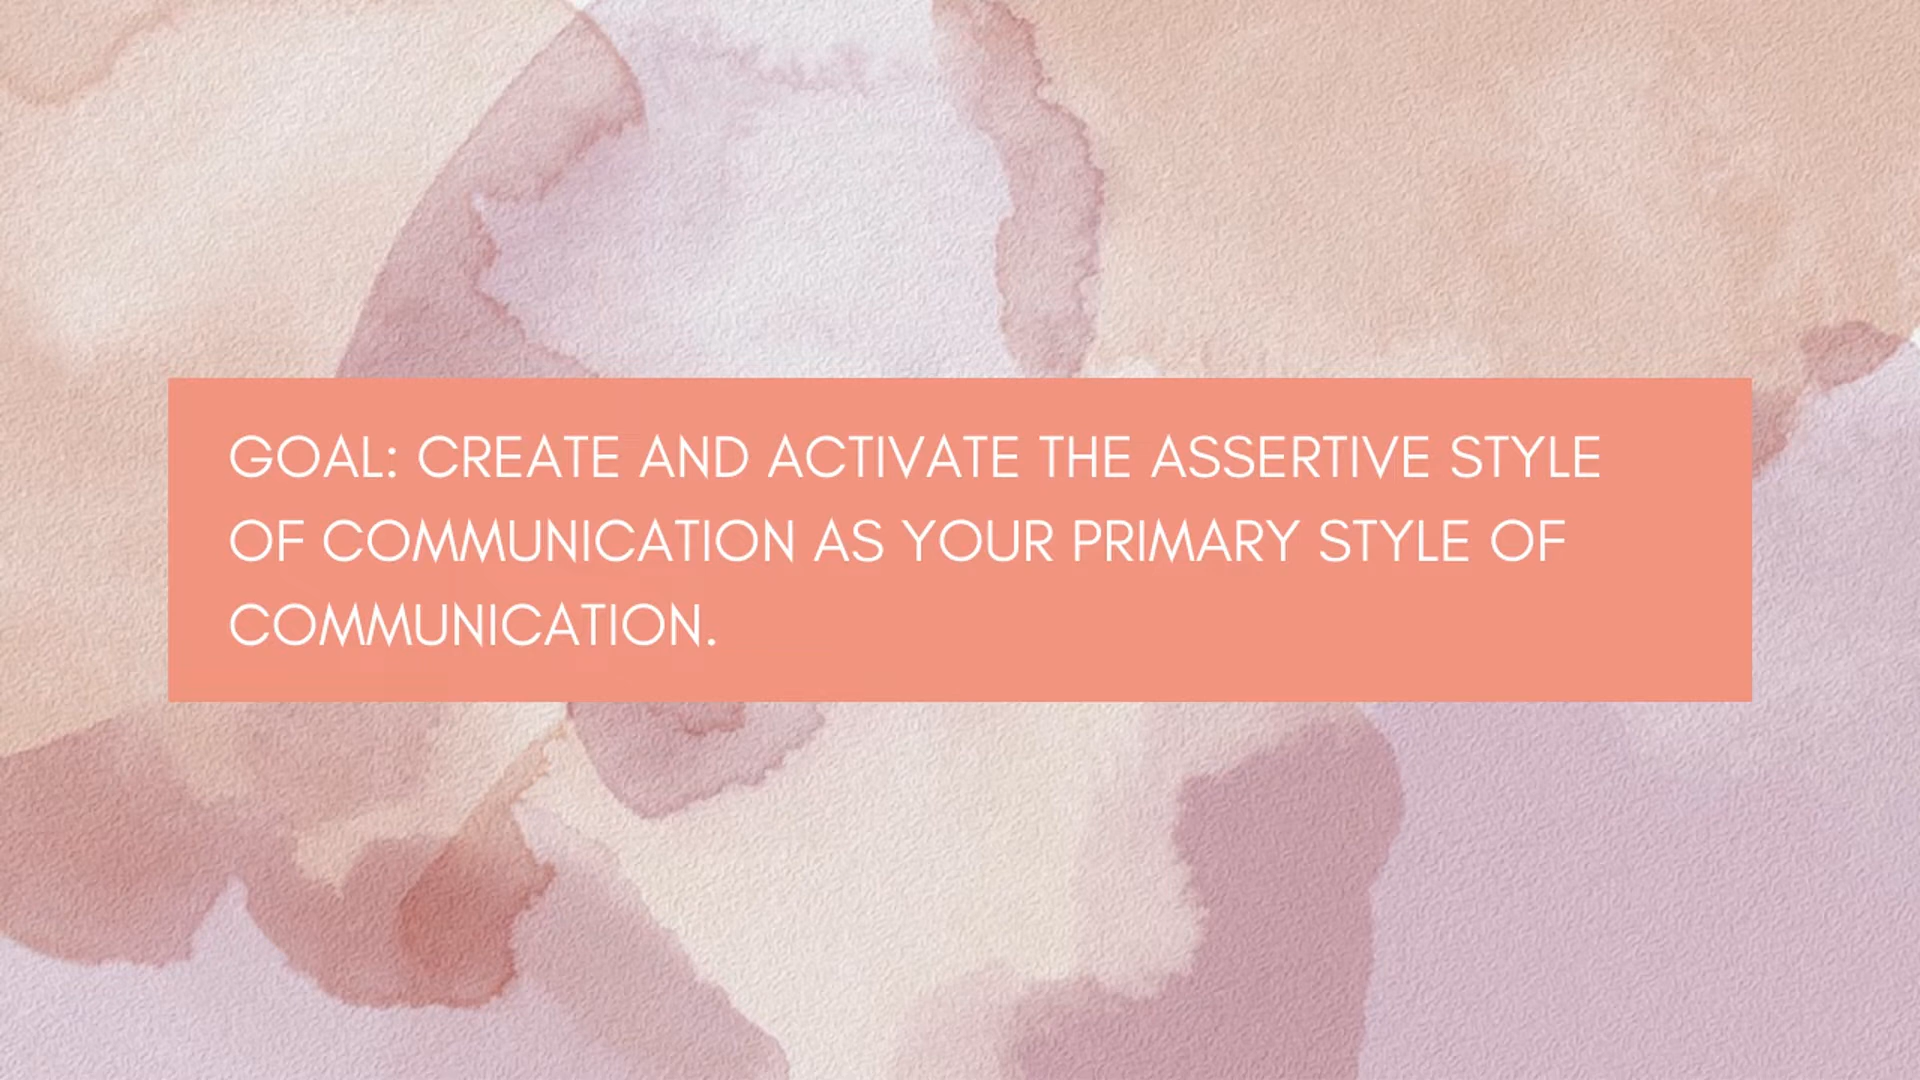 GOAL: CREATE AND ACTIVATE THE ASSERTIVE STYLE
OF COMMUNICATION AS YOUR PRIMARY STYLE OF
COMMUNICATION.